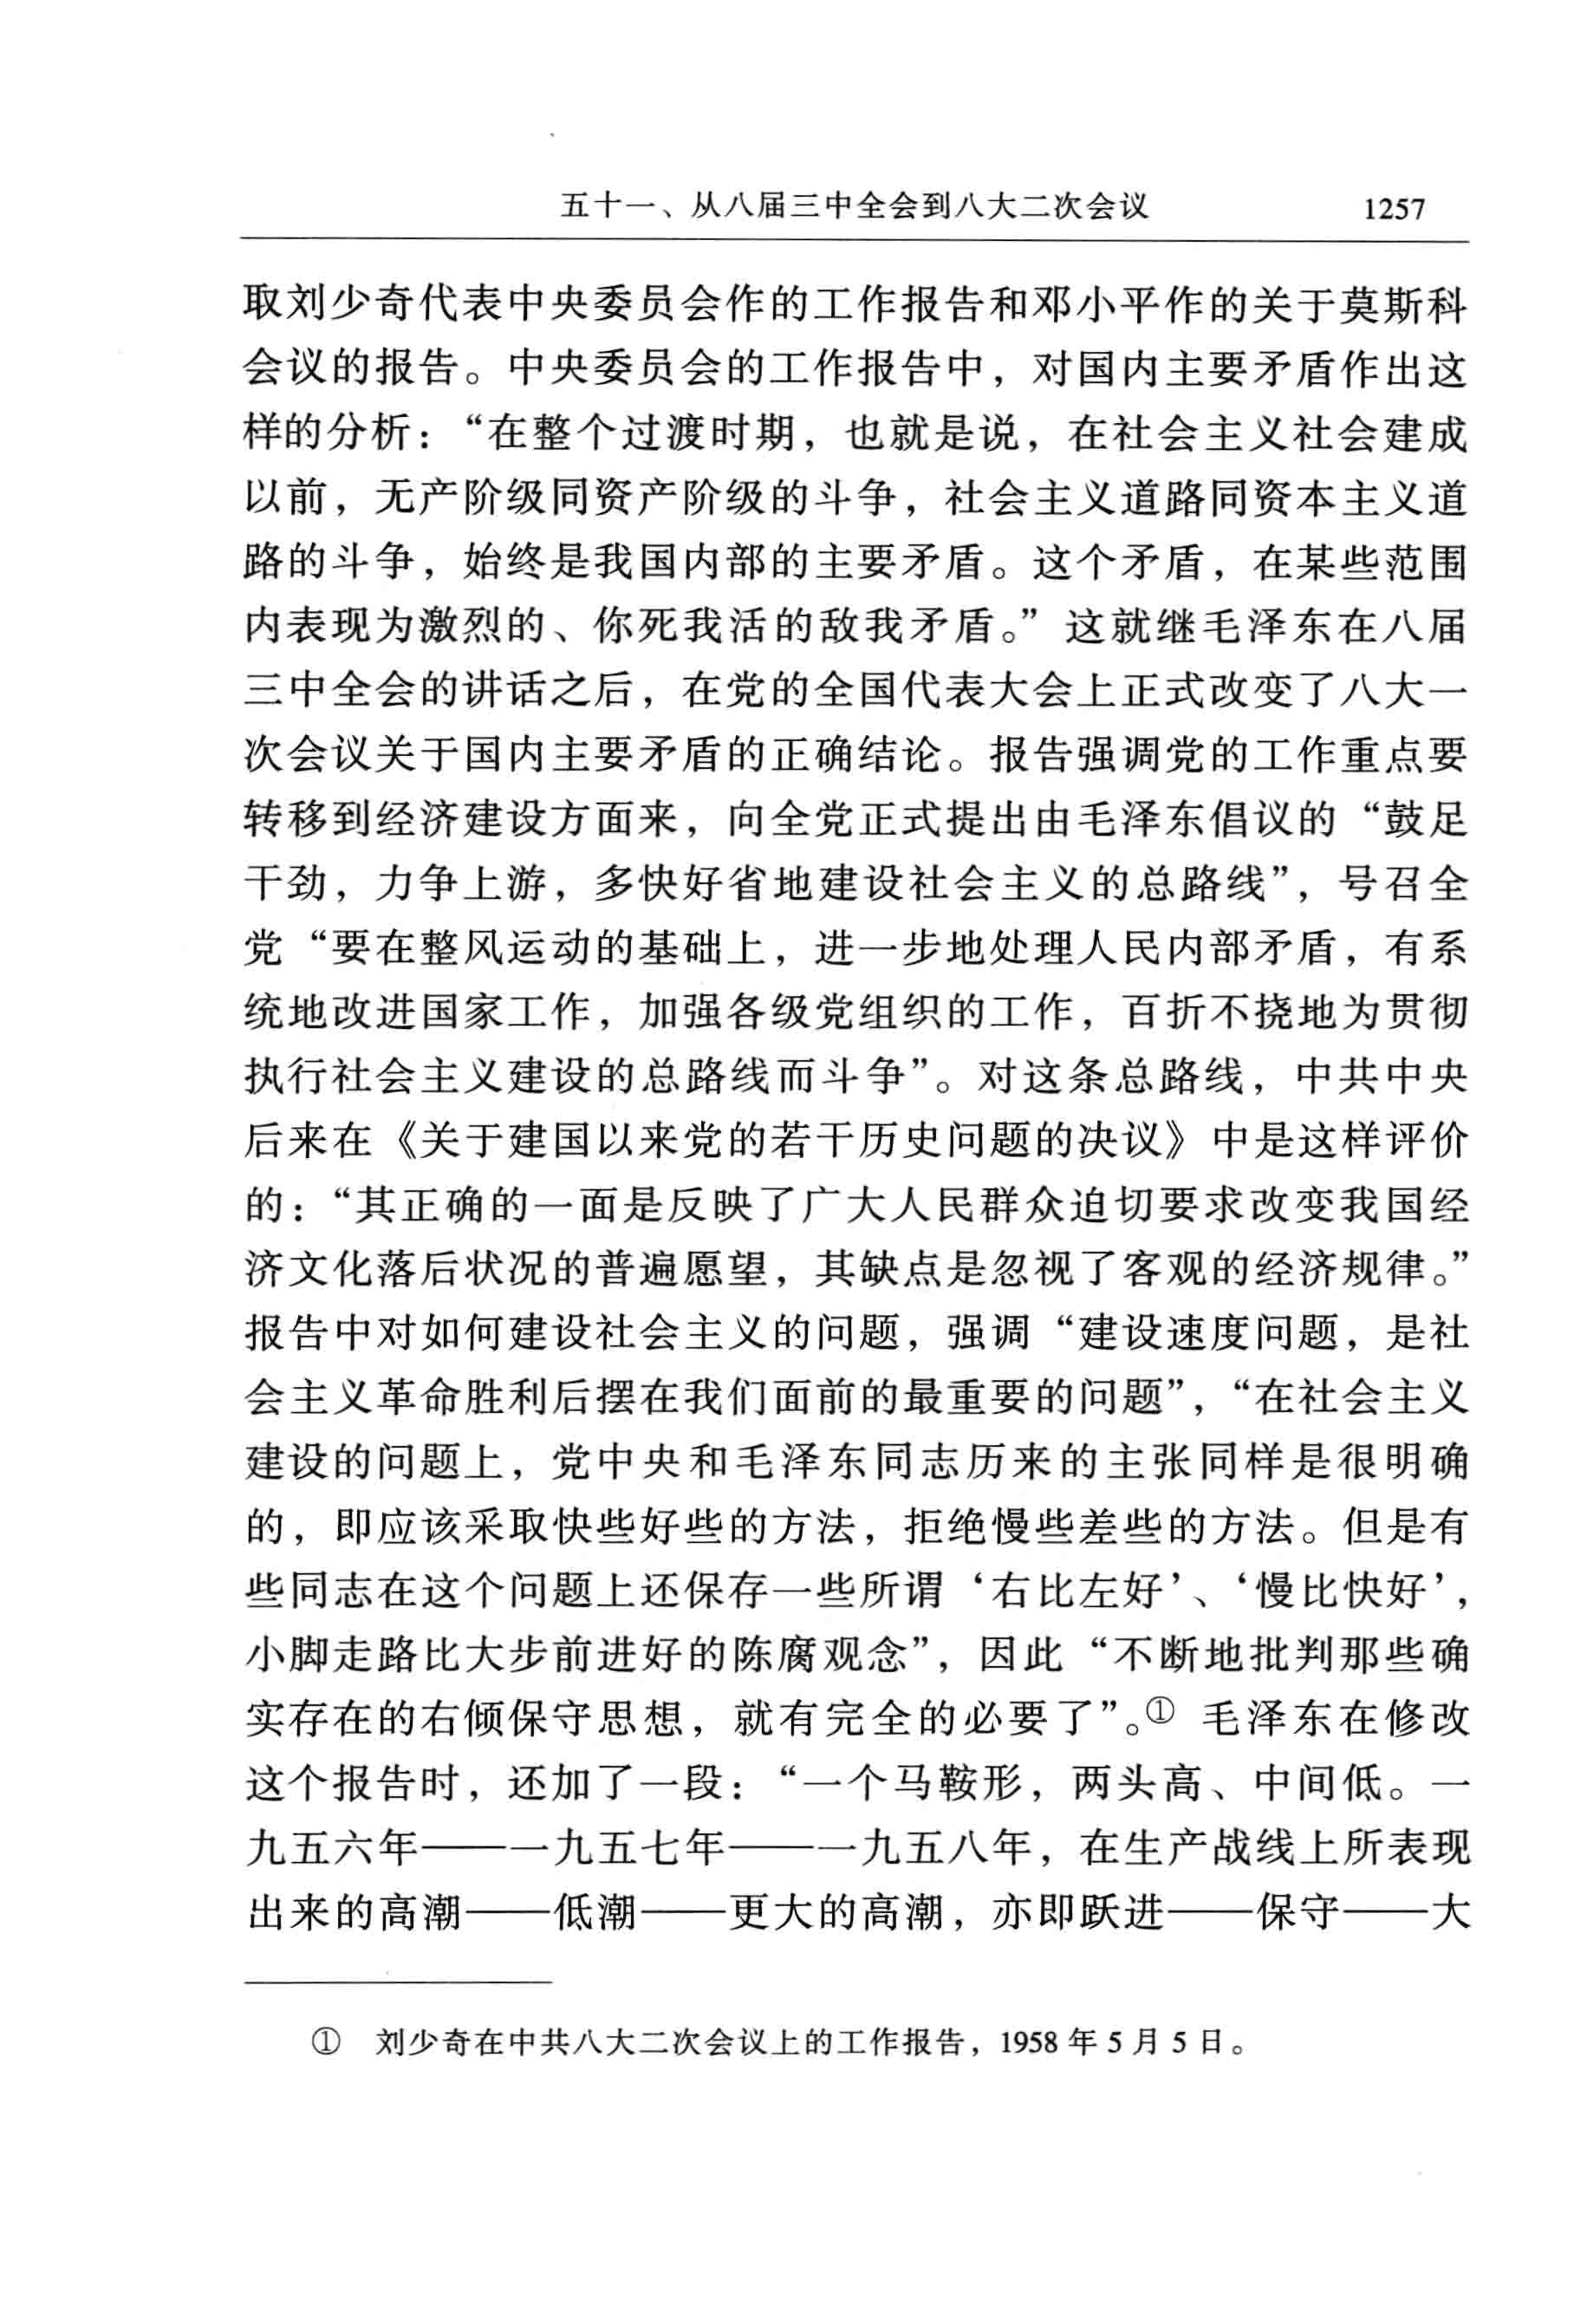 五十一、从八届三中全会到八大二次会议 1257
取刘少奇代表中央委员会作的工作报告和邓小平作的关于莫斯科
会议的报告。中央委员会的工作报告中，对国内主要矛盾作出这
样的分析：“在整个过渡时期，也就是说，在社会主义社会建成
以前，无产阶级同资产阶级的斗争，社会主义道路同资本主义道
路的斗争，始终是我国内部的主要矛盾。这个矛盾，在某些范围
内表现为激烈的、你死我活的敌我矛盾。”这就继毛泽东在八届
三中全会的讲话之后，在党的全国代表大会上正式改变了八大一
次会议关于国内主要矛盾的正确结论。报告强调党的工作重点要
转移到经济建设方面来，向全党正式提出由毛泽东倡议的“鼓足
干劲，力争上游，多快好省地建设社会主义的总路线”，号召全
党“要在整风运动的基础上，进一步地处理人民内部矛盾，有系
统地改进国家工作，加强各级党组织的工作，百折不挠地为贯彻
执行社会主义建设的总路线而斗争”。对这条总路线，中共中央
后来在《关于建国以来党的若干历史问题的决议》中是这样评价
的：“其正确的一面是反映了广大人民群众迫切要求改变我国经
济文化落后状况的普遍愿望，其缺点是忽视了客观的经济规律。”
报告中对如何建设社会主义的问题，强调“建设速度问题，是社
会主义革命胜利后摆在我们面前的最重要的问题”，“在社会主义
建设的问题上，党中央和毛泽东同志历来的主张同样是很明确
的，即应该采取快些好些的方法，拒绝慢些差些的方法。但是有
些同志在这个问题上还保存一些所谓‘右比左好’、‘慢比快好’，
小脚走路比大步前进好的陈腐观念”，因此“不断地批判那些确
实存在的右倾保守思想，就有完全的必要了”。① 毛泽东在修改
这个报告时，还加了一段：“一个马鞍形，两头高、中间低。一
九五六年——一九五七年——一九五八年，在生产战线上所表现
出来的高潮——低潮——更大的高潮，亦即跃进——保守——大
① 刘少奇在中共八大二次会议上的工作报告，1958 年 5 月 5 日。